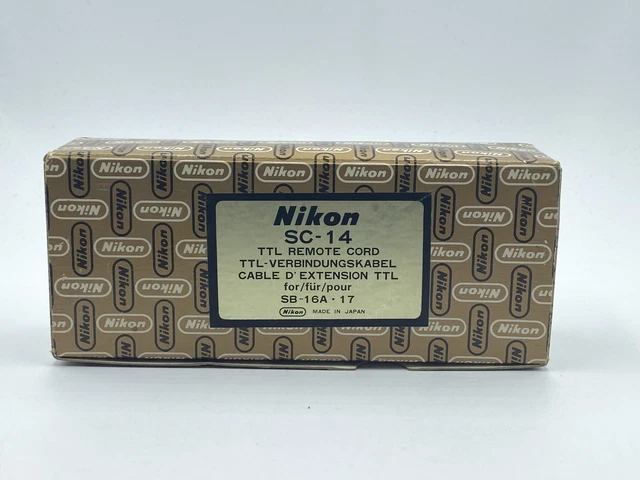 Nikon
SC-14
TTL REMOTE CORD
TTL-VERBINDUNGSKABEL
CABLE D'EXTENSION TTL
for/für/pour
SB-16A · 17
Nikon MADE IN JAPAN